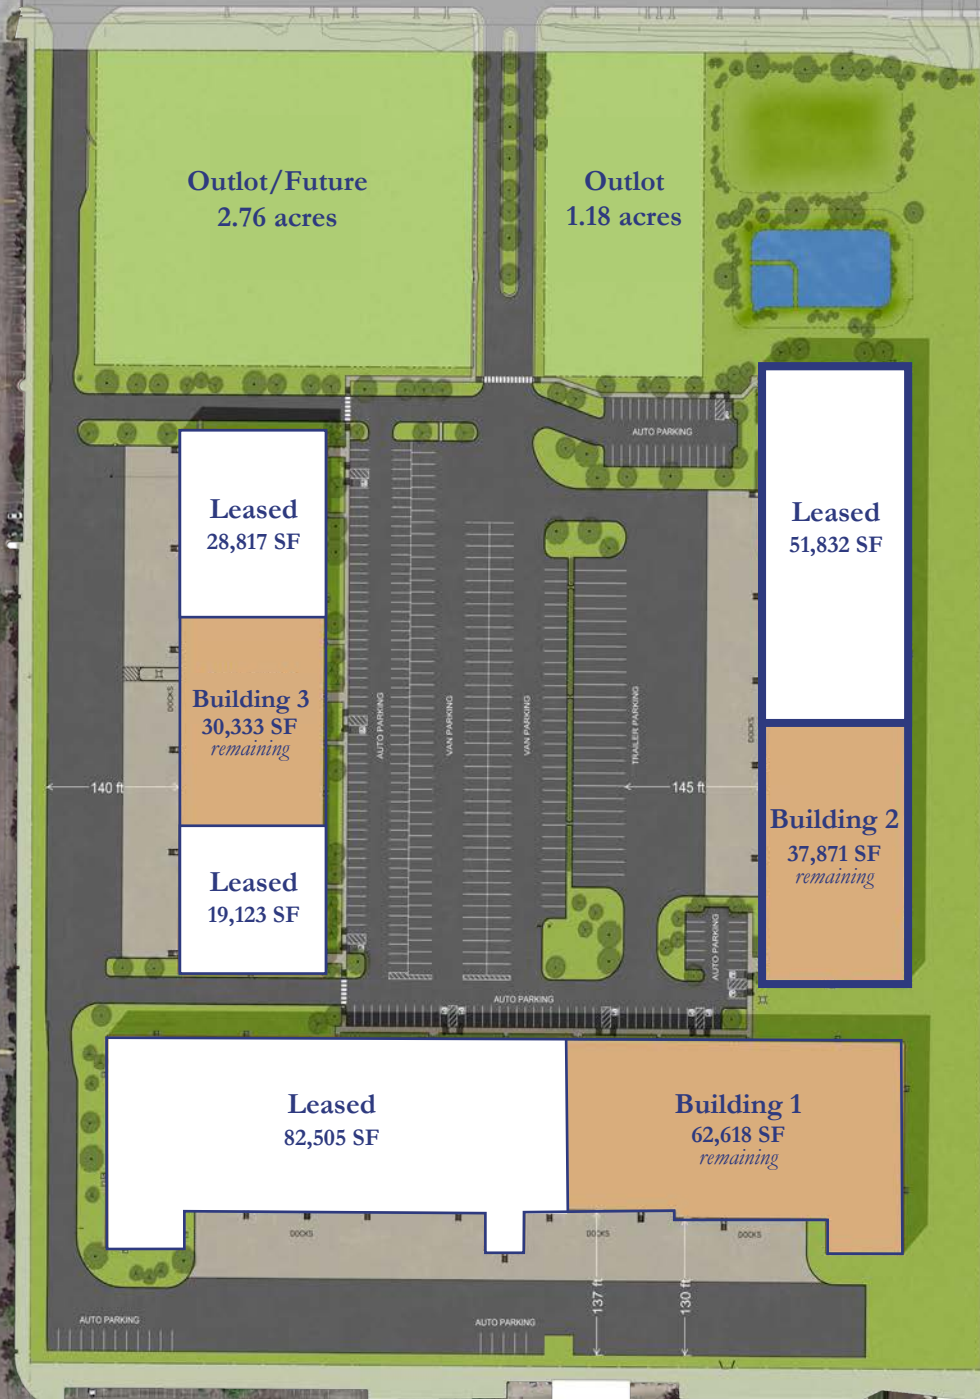 Outlot/Future
2.76 acres
Outlot
1.18 acres
AUTO PARKING
Leased
28,817 SF
Leased
51,832 SF
Building 3
30,333 SF
remaining
DOCKS
AUTO PARKING
VAN PARKING
VAN PARKING
TRAILER PARKING
DOCKS
140 ft
145 ft
Building 2
37,871 SF
remaining
Leased
19,123 SF
AUTO PARKING
AUTO PARKING
Leased
82,505 SF
Building 1
62,618 SF
remaining
DOCKS
DOCKS
DOCKS
137 ft
130 ft
AUTO PARKING
AUTO PARKING